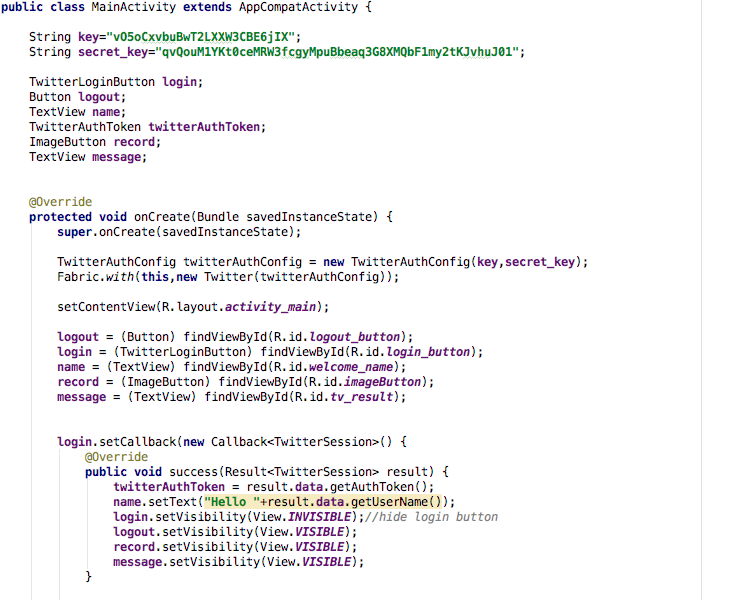 public class MainActivity extends AppCompatActivity {
String key="vO5oCxvbuBwT2LXXW3CBE6jIX";
String secret_key="qvQouM1YKt0ceMRW3fcgyMpuBbeaq3G8XMQbF1my2tKJvhuJ01";
TwitterLoginButton login;
Button logout;
TextView name;
TwitterAuthToken twitterAuthToken;
ImageButton record;
TextView message;
@Override
protected void onCreate(Bundle savedInstanceState) {
super.onCreate(savedInstanceState);
TwitterAuthConfig twitterAuthConfig = new TwitterAuthConfig(key,secret_key);
Fabric.with(this,new Twitter(twitterAuthConfig));
setContentView(R.layout.activity_main);
logout = (Button) findViewById(R.id.logout_button);
login = (TwitterLoginButton) findViewById(R.id.login_button);
name = (TextView) findViewById(R.id.welcome_name);
record = (ImageButton) findViewById(R.id.imageButton);
message = (TextView) findViewById(R.id.tv_result);
login.setCallback(new Callback<TwitterSession>() {
@Override
public void success(Result<TwitterSession> result) {
twitterAuthToken = result.data.getAuthToken();
name.setText("Hello "+result.data.getUserName());
login.setVisibility(View.INVISIBLE);//hide login button
logout.setVisibility(View.VISIBLE);
record.setVisibility(View.VISIBLE);
message.setVisibility(View.VISIBLE);
}